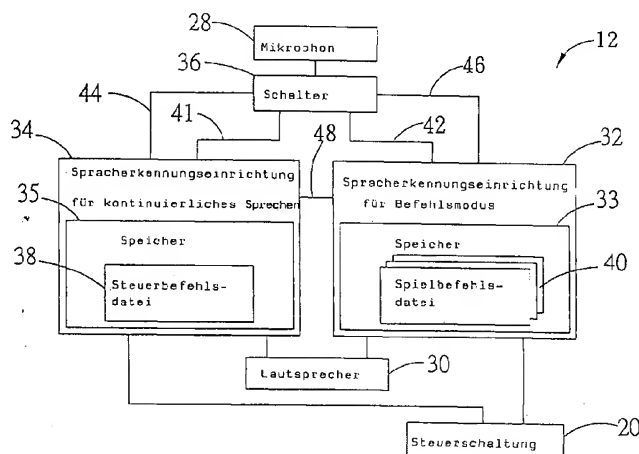 28
Mikrophon
12
36
Schalter
46
44
41
42
34
48
32
Spracherkennungseinrichtung
für kontinuierliches Sprechen
Spracherkennungseinrichtung
für Befehlsmodus
35
33
Speicher
Speicher
38
40
Steuerbefehls-
datei
Spielbefehls-
datei
Lautsprecher
30
Steuerschaltung
20